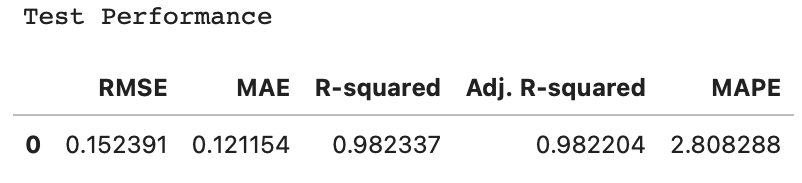 Test Performance
RMSE MAE R-squared Adj. R-squared MAPE
0 0.152391 0.121154 0.982337 0.982204 2.808288